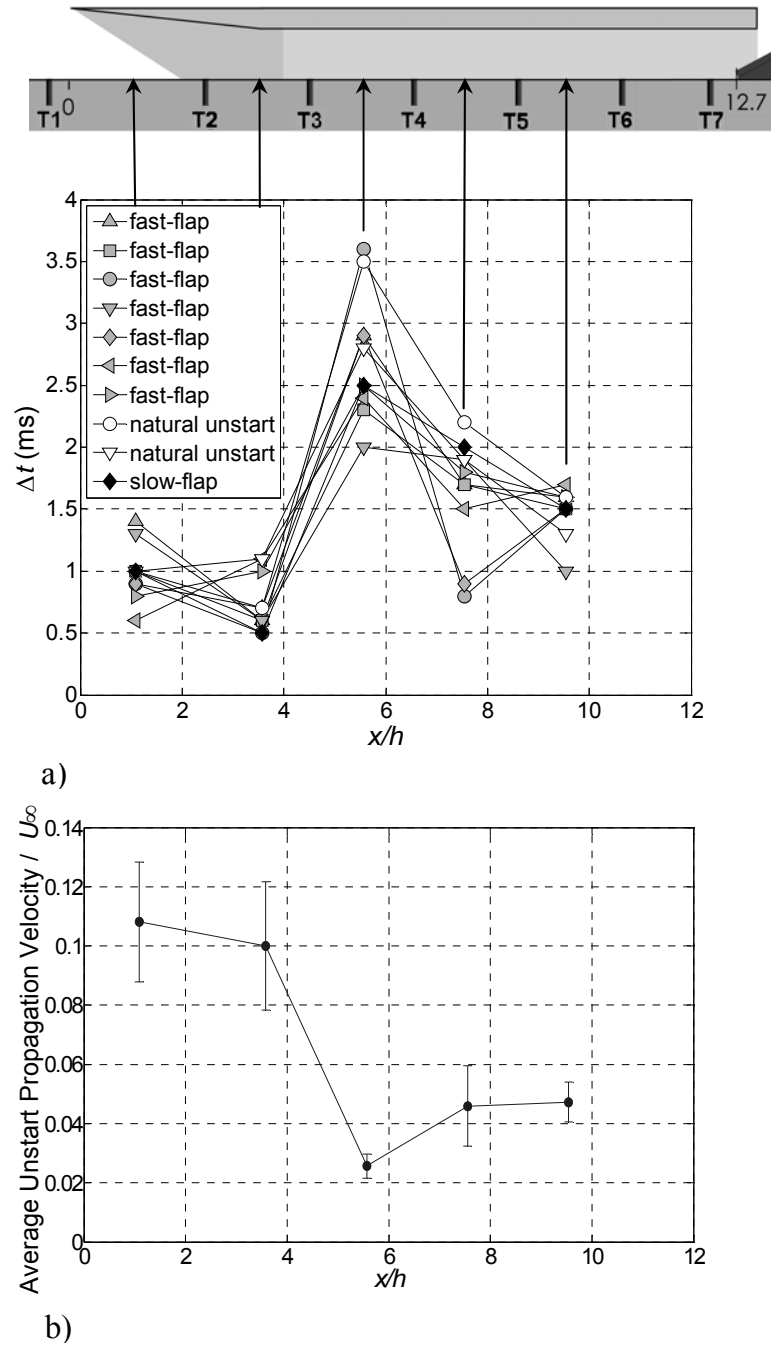 0
12.7
T1 T2 T3 T4 T5 T6 T7
4
3.5
3
2.5
2
1.5
1
0.5
0
Δt (ms)
fast-flap
fast-flap
fast-flap
fast-flap
fast-flap
fast-flap
fast-flap
natural unstart
natural unstart
slow-flap
0 2 4 6 8 10 12
x/h
a)
0.14
0.12
0.1
0.08
0.06
0.04
0.02
0
Average Unstart Propagation Velocity / U∞
0 2 4 6 8 10 12
x/h
b)